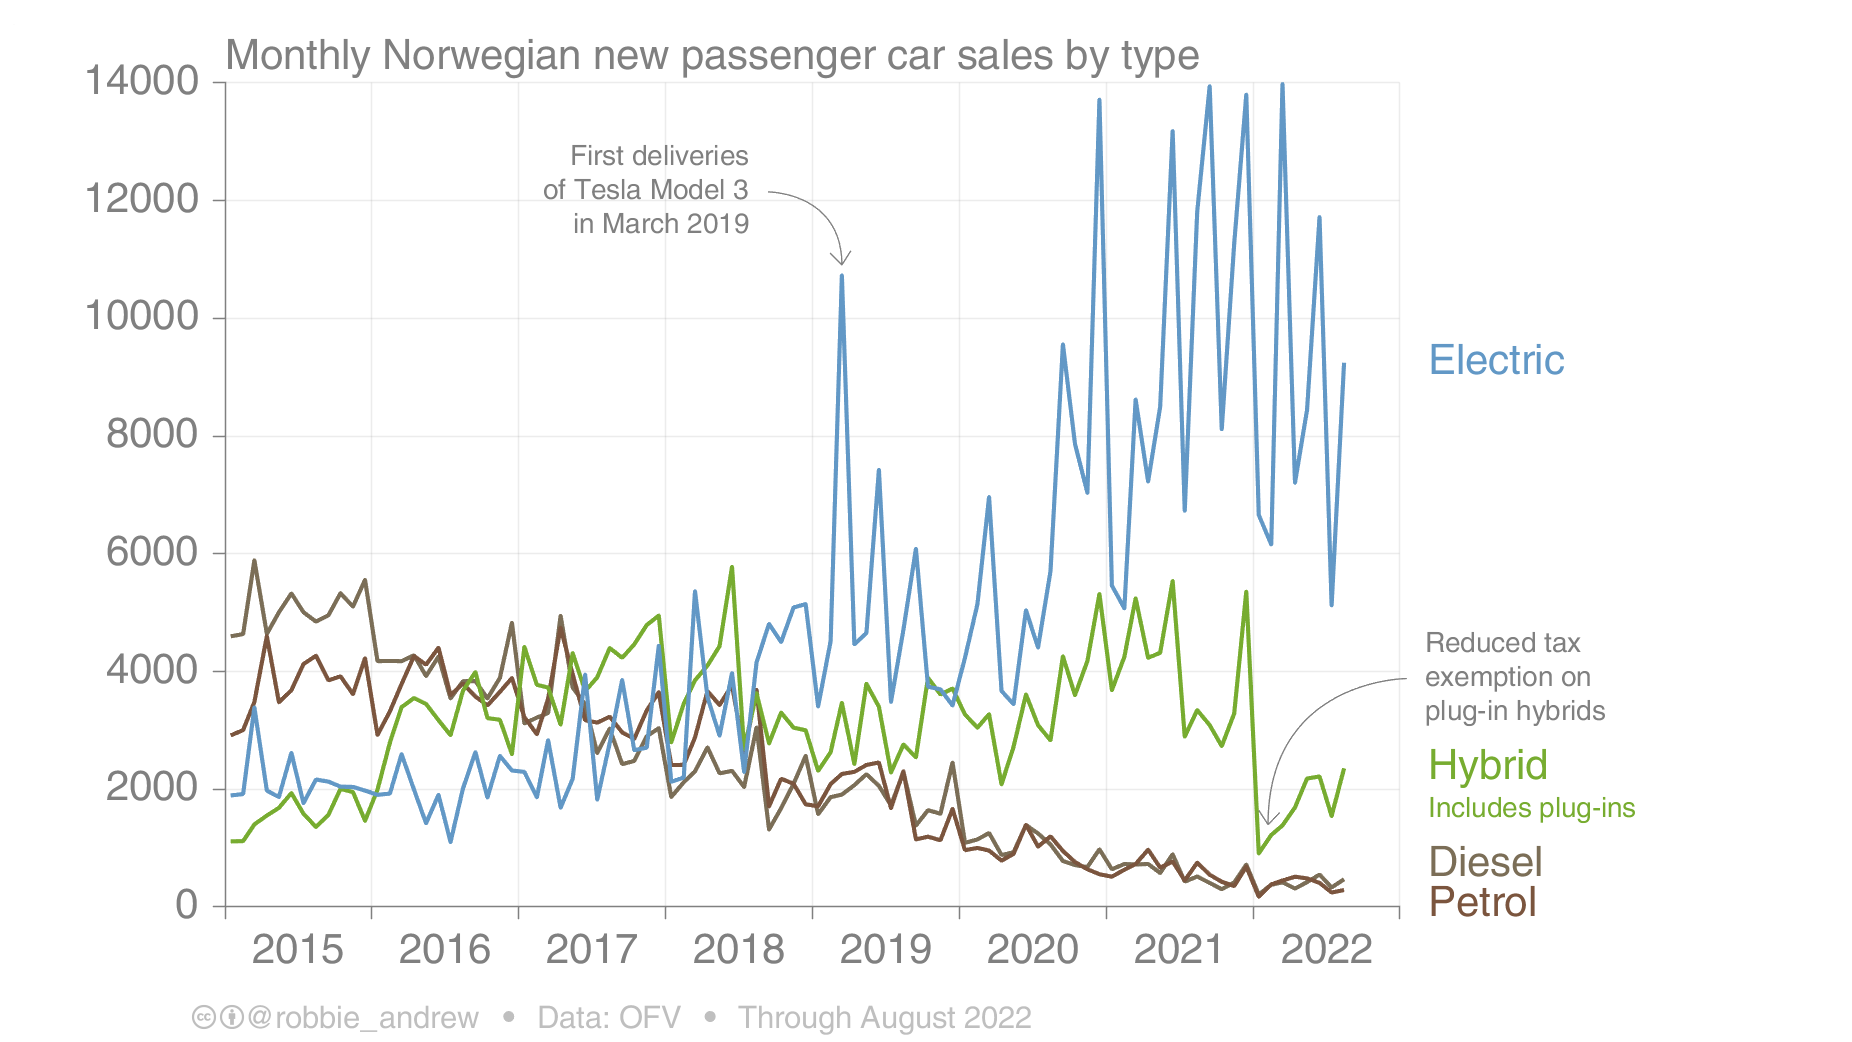 Monthly Norwegian new passenger car sales by type
14000
12000
10000
8000
6000
4000
2000
0
First deliveries
of Tesla Model 3
in March 2019
Electric
Reduced tax
exemption on
plug-in hybrids
Hybrid
Includes plug-ins
Diesel
Petrol
2015 2016 2017 2018 2019 2020 2021 2022
cc @robbie_andrew • Data: OFV • Through August 2022